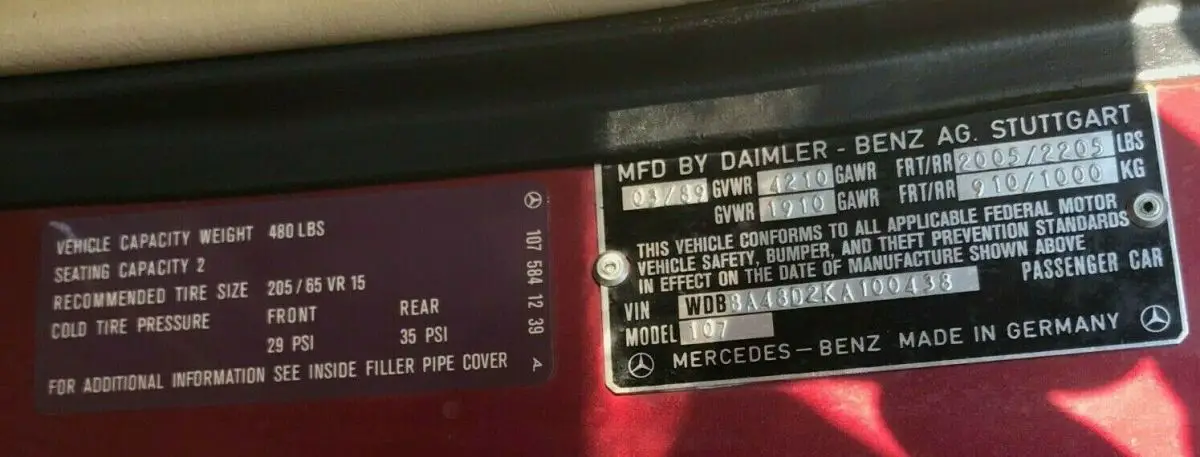 VEHICLE CAPACITY WEIGHT 480 LBS
SEATING CAPACITY 2
RECOMMENDED TIRE SIZE 205/65 VR 15
COLD TIRE PRESSURE FRONT REAR
29 PSI 35 PSI
FOR ADDITIONAL INFORMATION SEE INSIDE FILLER PIPE COVER
107 584 12 39 A
MFD BY DAIMLER - BENZ AG. STUTTGART
03/89 GVWR 4210 GAWR FRT/RR 2005/2205 LBS
GVWR 1910 GAWR FRT/RR 910/1000 KG
THIS VEHICLE CONFORMS TO ALL APPLICABLE FEDERAL MOTOR
VEHICLE SAFETY, BUMPER, AND THEFT PREVENTION STANDARDS
IN EFFECT ON THE DATE OF MANUFACTURE SHOWN ABOVE
VIN WDBBA48D2KA100438 PASSENGER CAR
MODEL 107
MERCEDES-BENZ MADE IN GERMANY